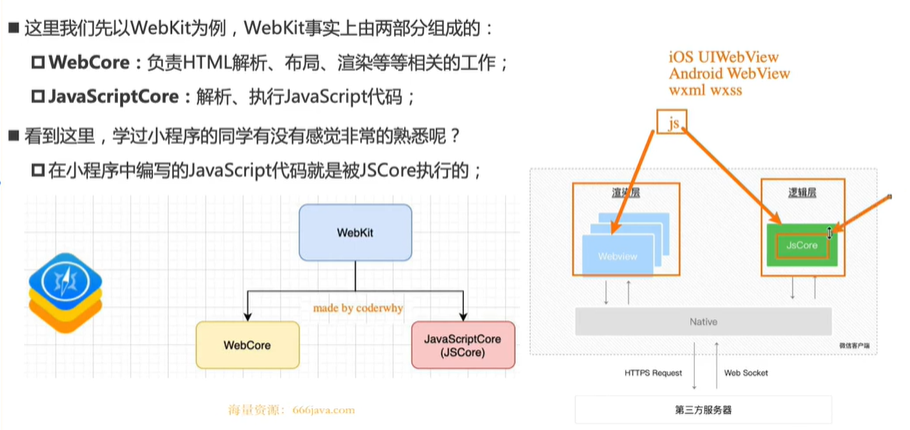 这里我们先以WebKit为例，WebKit事实上由两部分组成的：
WebCore：负责HTML解析、布局、渲染等等相关的工作；
JavaScriptCore：解析、执行JavaScript代码；
看到这里，学过小程序的同学有没有感觉非常的熟悉呢？
在小程序中编写的JavaScript代码就是被JSCore执行的；
WebKit
made by coderwhy
WebCore
JavaScriptCore
(JSCore)
海量资源：666java.com
iOS UIWebView
Android WebView
wxml wxss
js
渲染层
逻辑层
Webview
JsCore
Native
微信客户端
HTTPS Request
Web Socket
第三方服务器